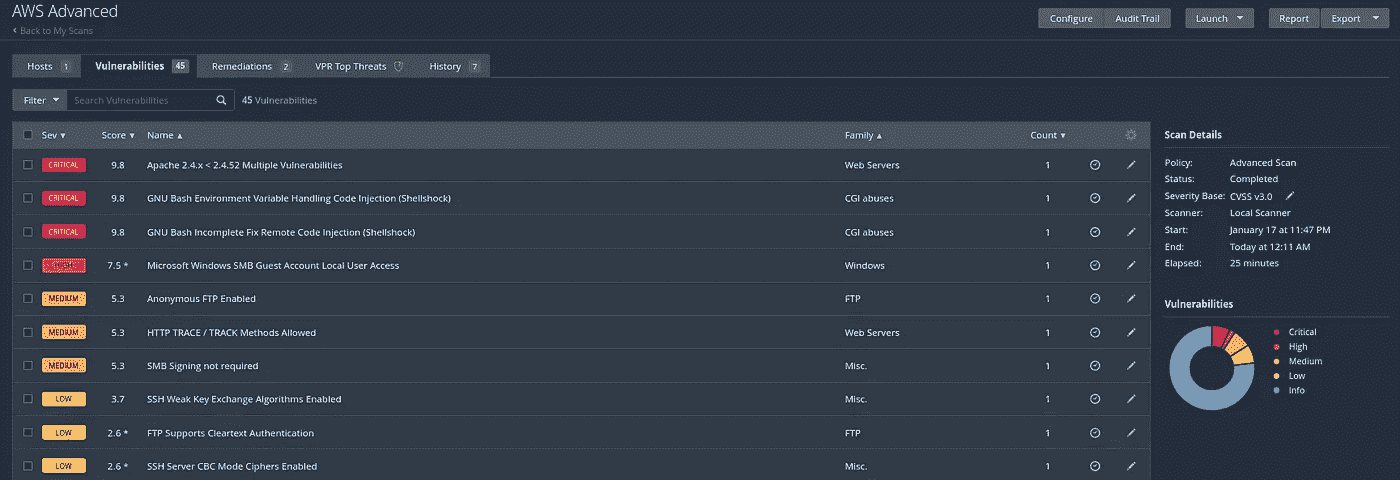 AWS Advanced
Back to My Scans
Configure Audit Trail Launch Report Export
Hosts 1 Vulnerabilities 45 Remediations 2 VPR Top Threats History 7
Filter Search Vulnerabilities 45 Vulnerabilities
Sev Score Name Family Count
CRITICAL 9.8 Apache 2.4.x < 2.4.52 Multiple Vulnerabilities Web Servers 1
CRITICAL 9.8 GNU Bash Environment Variable Handling Code Injection (Shellshock) CGI abuses 1
CRITICAL 9.8 GNU Bash Incomplete Fix Remote Code Injection (Shellshock) CGI abuses 1
7.5 * Microsoft Windows SMB Guest Account Local User Access Windows 1
MEDIUM 5.3 Anonymous FTP Enabled FTP 1
MEDIUM 5.3 HTTP TRACE / TRACK Methods Allowed Web Servers 1
MEDIUM 5.3 SMB Signing not required Misc. 1
LOW 3.7 SSH Weak Key Exchange Algorithms Enabled Misc. 1
LOW 2.6 * FTP Supports Cleartext Authentication FTP 1
LOW 2.6 * SSH Server CBC Mode Ciphers Enabled Misc. 1
Scan Details
Policy: Advanced Scan
Status: Completed
Severity Base: CVSS v3.0
Scanner: Local Scanner
Start: January 17 at 11:47 PM
End: Today at 12:11 AM
Elapsed: 25 minutes
Vulnerabilities
Critical
High
Medium
Low
Info